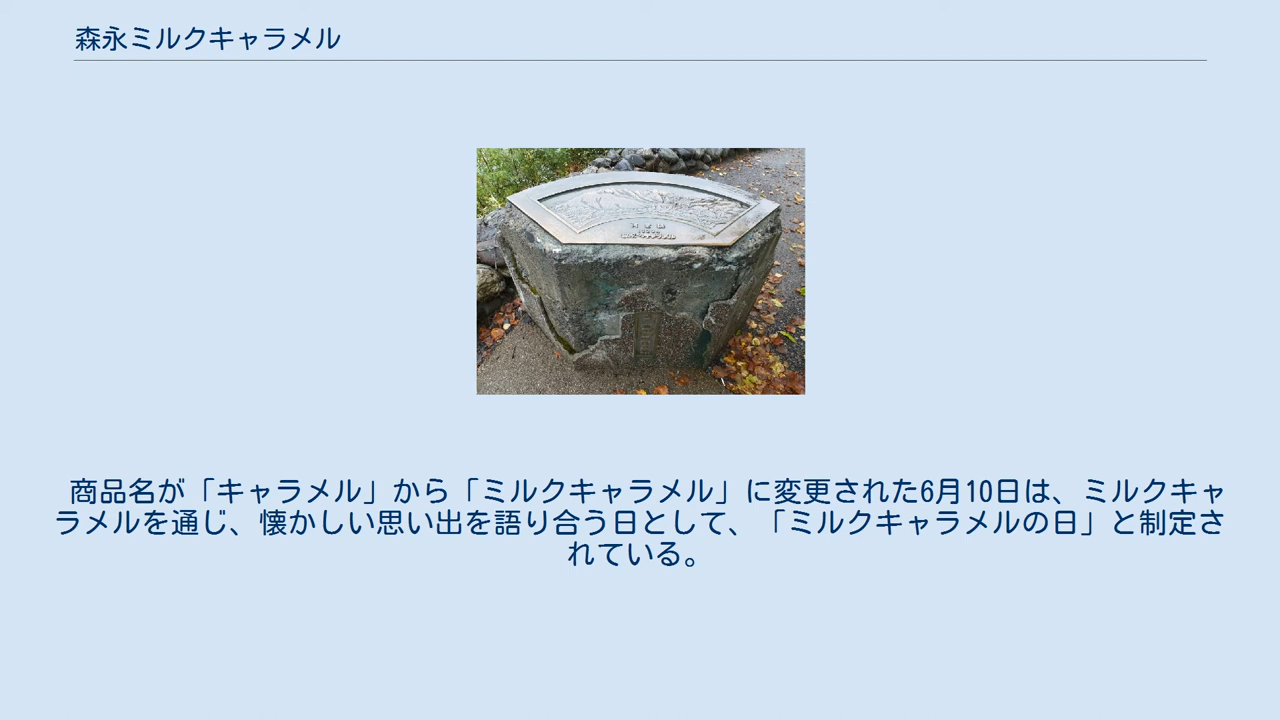 森永ミルクキャラメル
商品名が「キャラメル」から「ミルクキャラメル」に変更された6月10日は、ミルクキャ
ラメルを通じ、懐かしい思い出を語り合う日として、「ミルクキャラメルの日」と制定さ
れている。